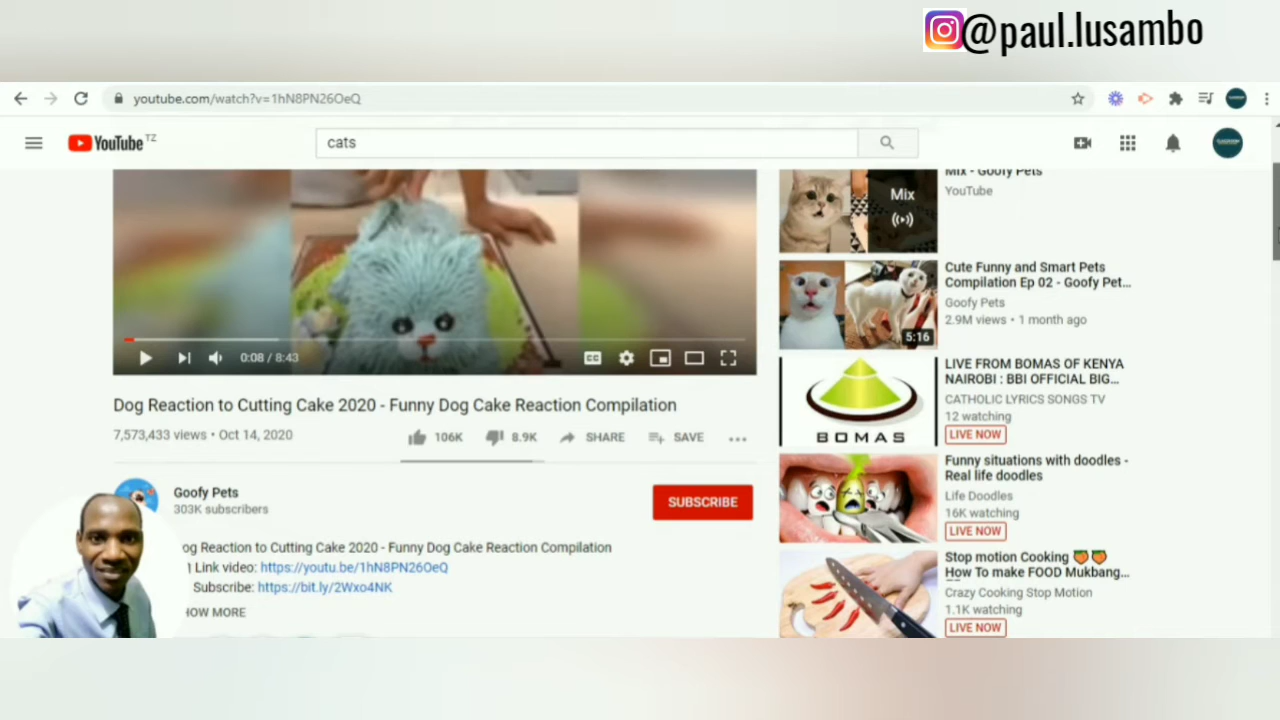 @paul.lusambo
youtube.com/watch?v=1hN8PN26OeQ
YouTube TZ
cats
Mix
Mix - Goofy Pets
YouTube
Cute Funny and Smart Pets
Compilation Ep 02 - Goofy Pet...
Goofy Pets
2.9M views • 1 month ago
5:16
LIVE FROM BOMAS OF KENYA
NAIROBI : BBI OFFICIAL BIG...
CATHOLIC LYRICS SONGS TV
12 watching
LIVE NOW
BOMAS
Funny situations with doodles -
Real life doodles
Life Doodles
16K watching
LIVE NOW
Stop motion Cooking 🍑🍑
How To make FOOD Mukbang...
Crazy Cooking Stop Motion
1.1K watching
LIVE NOW
0:08 / 8:43
CC
Dog Reaction to Cutting Cake 2020 - Funny Dog Cake Reaction Compilation
7,573,433 views • Oct 14, 2020
106K 8.9K SHARE SAVE
Goofy Pets
303K subscribers
SUBSCRIBE
og Reaction to Cutting Cake 2020 - Funny Dog Cake Reaction Compilation
Link video: https://youtu.be/1hN8PN26OeQ
Subscribe: https://bit.ly/2Wxo4NK
HOW MORE